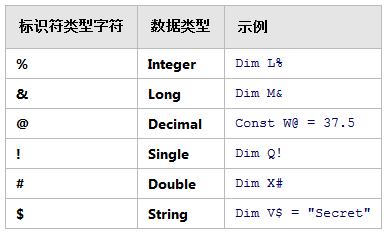 标识符类型字符 数据类型 示例
% Integer Dim L%
& Long Dim M&
@ Decimal Const W@ = 37.5
! Single Dim Q!
# Double Dim X#
$ String Dim V$ = "Secret"